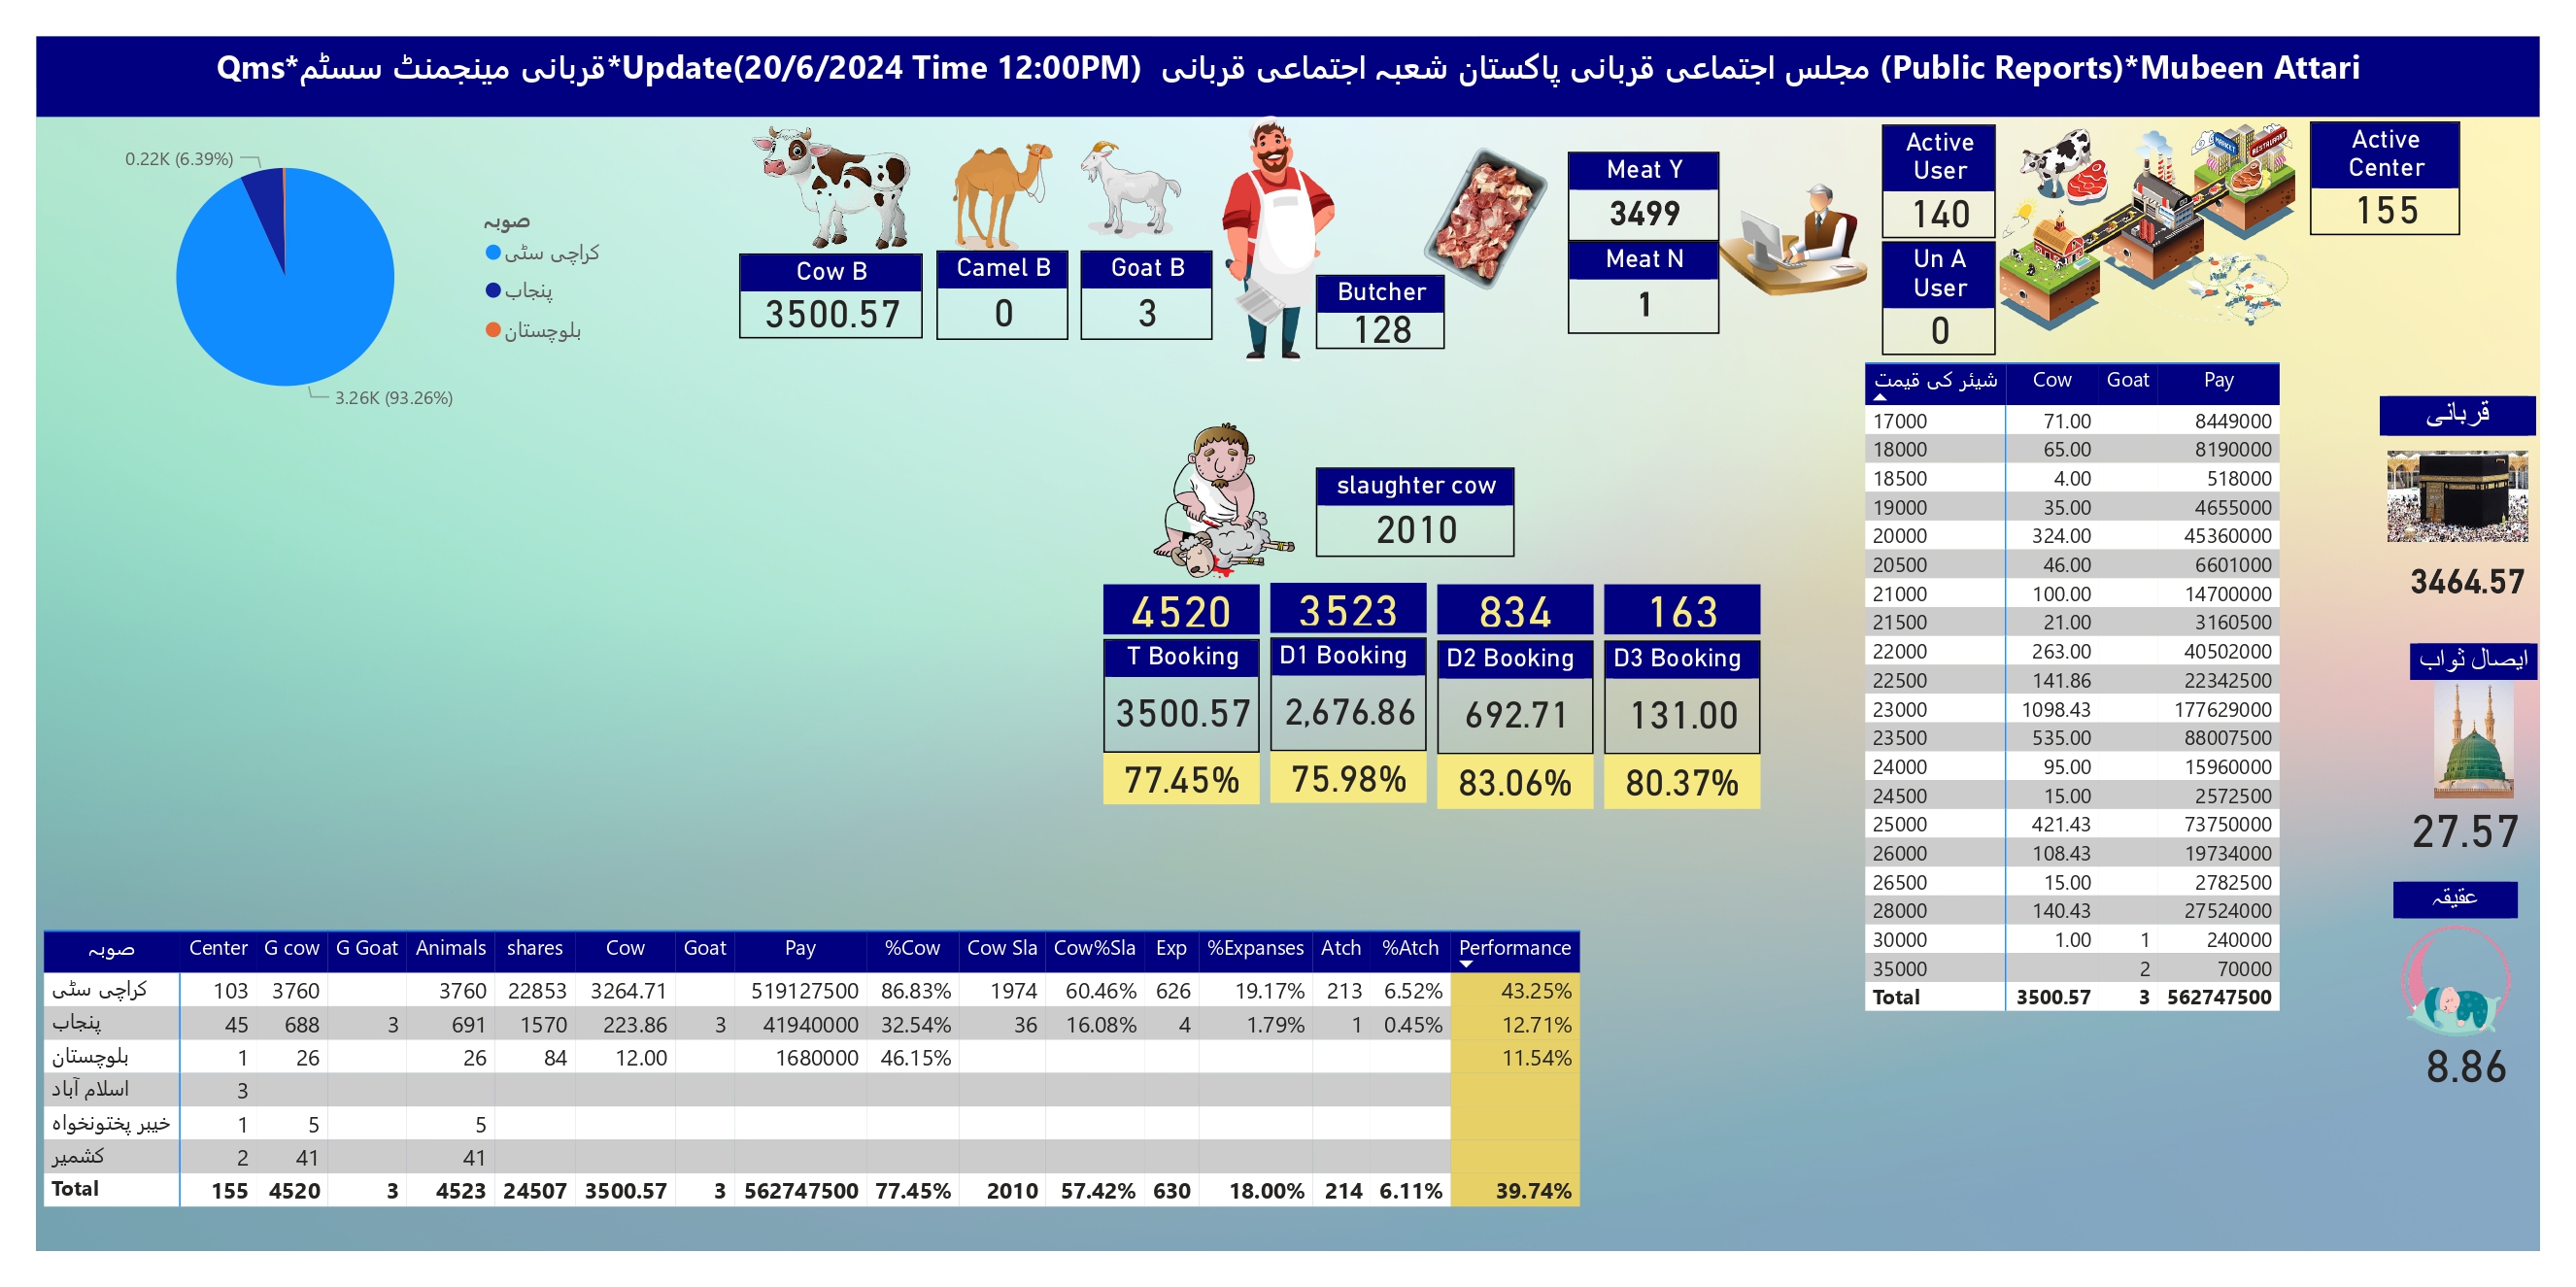 Qms*قربانی مینجمنٹ سسٹم*Update(20/6/2024 Time 12:00PM) مجلس اجتماعی قربانی پاکستان شعبہ اجتماعی قربانی (Public Reports)*Mubeen Attari
0.22K (6.39%)
3.26K (93.26%)
صوبہ
کراچی سٹی
پنجاب
بلوچستان
Cow B
3500.57
Camel B
0
Goat B
3
Butcher
128
Meat Y
3499
Meat N
1
Active
User
140
Un A
User
0
MARKET
RESTAURANT
Active
Center
155
slaughter cow
2010
4520 3523 834 163
T Booking D1 Booking D2 Booking D3 Booking
3500.57 2,676.86 692.71 131.00
77.45% 75.98% 83.06% 80.37%
شیئر کی قیمت Cow Goat Pay
17000 71.00 8449000
18000 65.00 8190000
18500 4.00 518000
19000 35.00 4655000
20000 324.00 45360000
20500 46.00 6601000
21000 100.00 14700000
21500 21.00 3160500
22000 263.00 40502000
22500 141.86 22342500
23000 1098.43 177629000
23500 535.00 88007500
24000 95.00 15960000
24500 15.00 2572500
25000 421.43 73750000
26000 108.43 19734000
26500 15.00 2782500
28000 140.43 27524000
30000 1.00 1 240000
35000 2 70000
Total 3500.57 3 562747500
قربانی
3464.57
ایصال ثواب
27.57
عقیقہ
8.86
صوبہ Center G cow G Goat Animals shares Cow Goat Pay %Cow Cow Sla Cow%Sla Exp %Expanses Atch %Atch Performance
کراچی سٹی 103 3760 3760 22853 3264.71 519127500 86.83% 1974 60.46% 626 19.17% 213 6.52% 43.25%
پنجاب 45 688 3 691 1570 223.86 3 41940000 32.54% 36 16.08% 4 1.79% 1 0.45% 12.71%
بلوچستان 1 26 26 84 12.00 1680000 46.15% 11.54%
اسلام آباد 3
خیبر پختونخواہ 1 5 5
کشمیر 2 41 41
Total 155 4520 3 4523 24507 3500.57 3 562747500 77.45% 2010 57.42% 630 18.00% 214 6.11% 39.74%